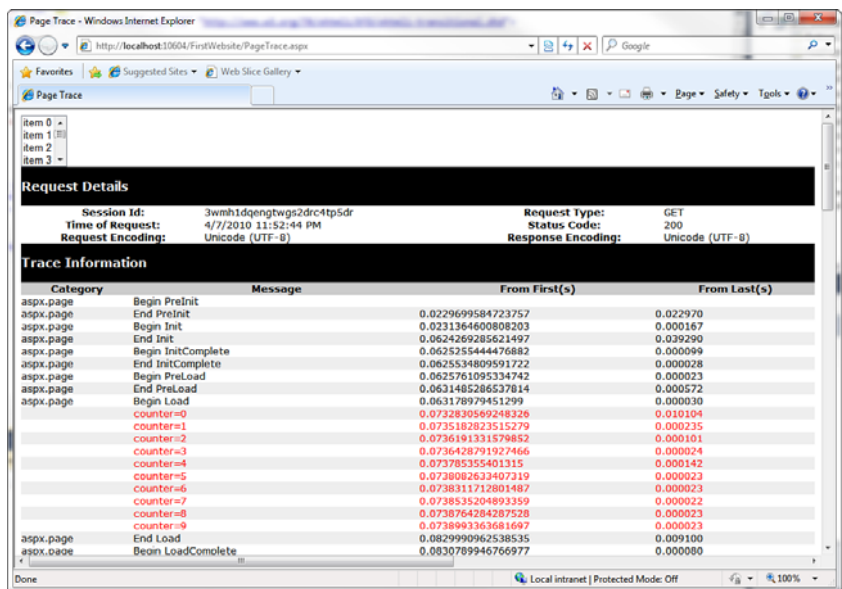 Page Trace - Windows Internet Explorer
http://localhost:10604/FirstWebsite/PageTrace.aspx Google
Favorites Suggested Sites Web Slice Gallery
Page Trace Page Safety Tools
item 0
item 1
item 2
item 3
Request Details
Session Id: 3wmh1dqengtwgs2drc4tp5dr Request Type: GET
Time of Request: 4/7/2010 11:52:44 PM Status Code: 200
Request Encoding: Unicode (UTF-8) Response Encoding: Unicode (UTF-8)
Trace Information
Category Message From First(s) From Last(s)
aspx.page Begin PreInit
aspx.page End PreInit 0.0229699584723757 0.022970
aspx.page Begin Init 0.0231364600808203 0.000167
aspx.page End Init 0.0624269285621497 0.039290
aspx.page Begin InitComplete 0.0625255444476882 0.000099
aspx.page End InitComplete 0.0625534809591722 0.000028
aspx.page Begin PreLoad 0.0625761095334742 0.000023
aspx.page End PreLoad 0.0631485286537814 0.000572
aspx.page Begin Load 0.063178979451299 0.000030
counter=0 0.0732830569248326 0.010104
counter=1 0.0735182823515279 0.000235
counter=2 0.0736191331579852 0.000101
counter=3 0.0736428791927466 0.000024
counter=4 0.073785355401315 0.000142
counter=5 0.0738082633407319 0.000023
counter=6 0.0738311712801487 0.000023
counter=7 0.0738535204893359 0.000022
counter=8 0.0738764284287528 0.000023
counter=9 0.0738993363681697 0.000023
aspx.page End Load 0.0829990962538535 0.009100
aspx.page Begin LoadComplete 0.0830789946766977 0.000080
Done Local intranet | Protected Mode: Off 100%